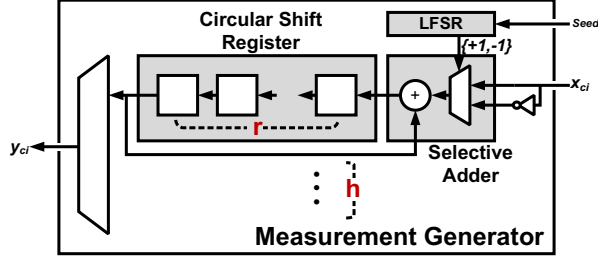 Circular Shift
Register
LFSR
Seed
{+1,-1}
x_ci
+
r
y_ci
Selective
Adder
h
Measurement Generator